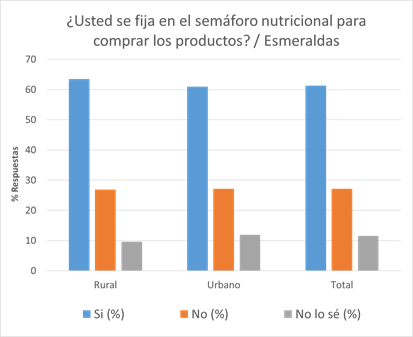 ¿Usted se fija en el semáforo nutricional para
comprar los productos? / Esmeraldas
70
60
50
40
30
20
10
0
% Respuestas
Rural Urbano Total
Si (%) No (%) No lo sé (%)